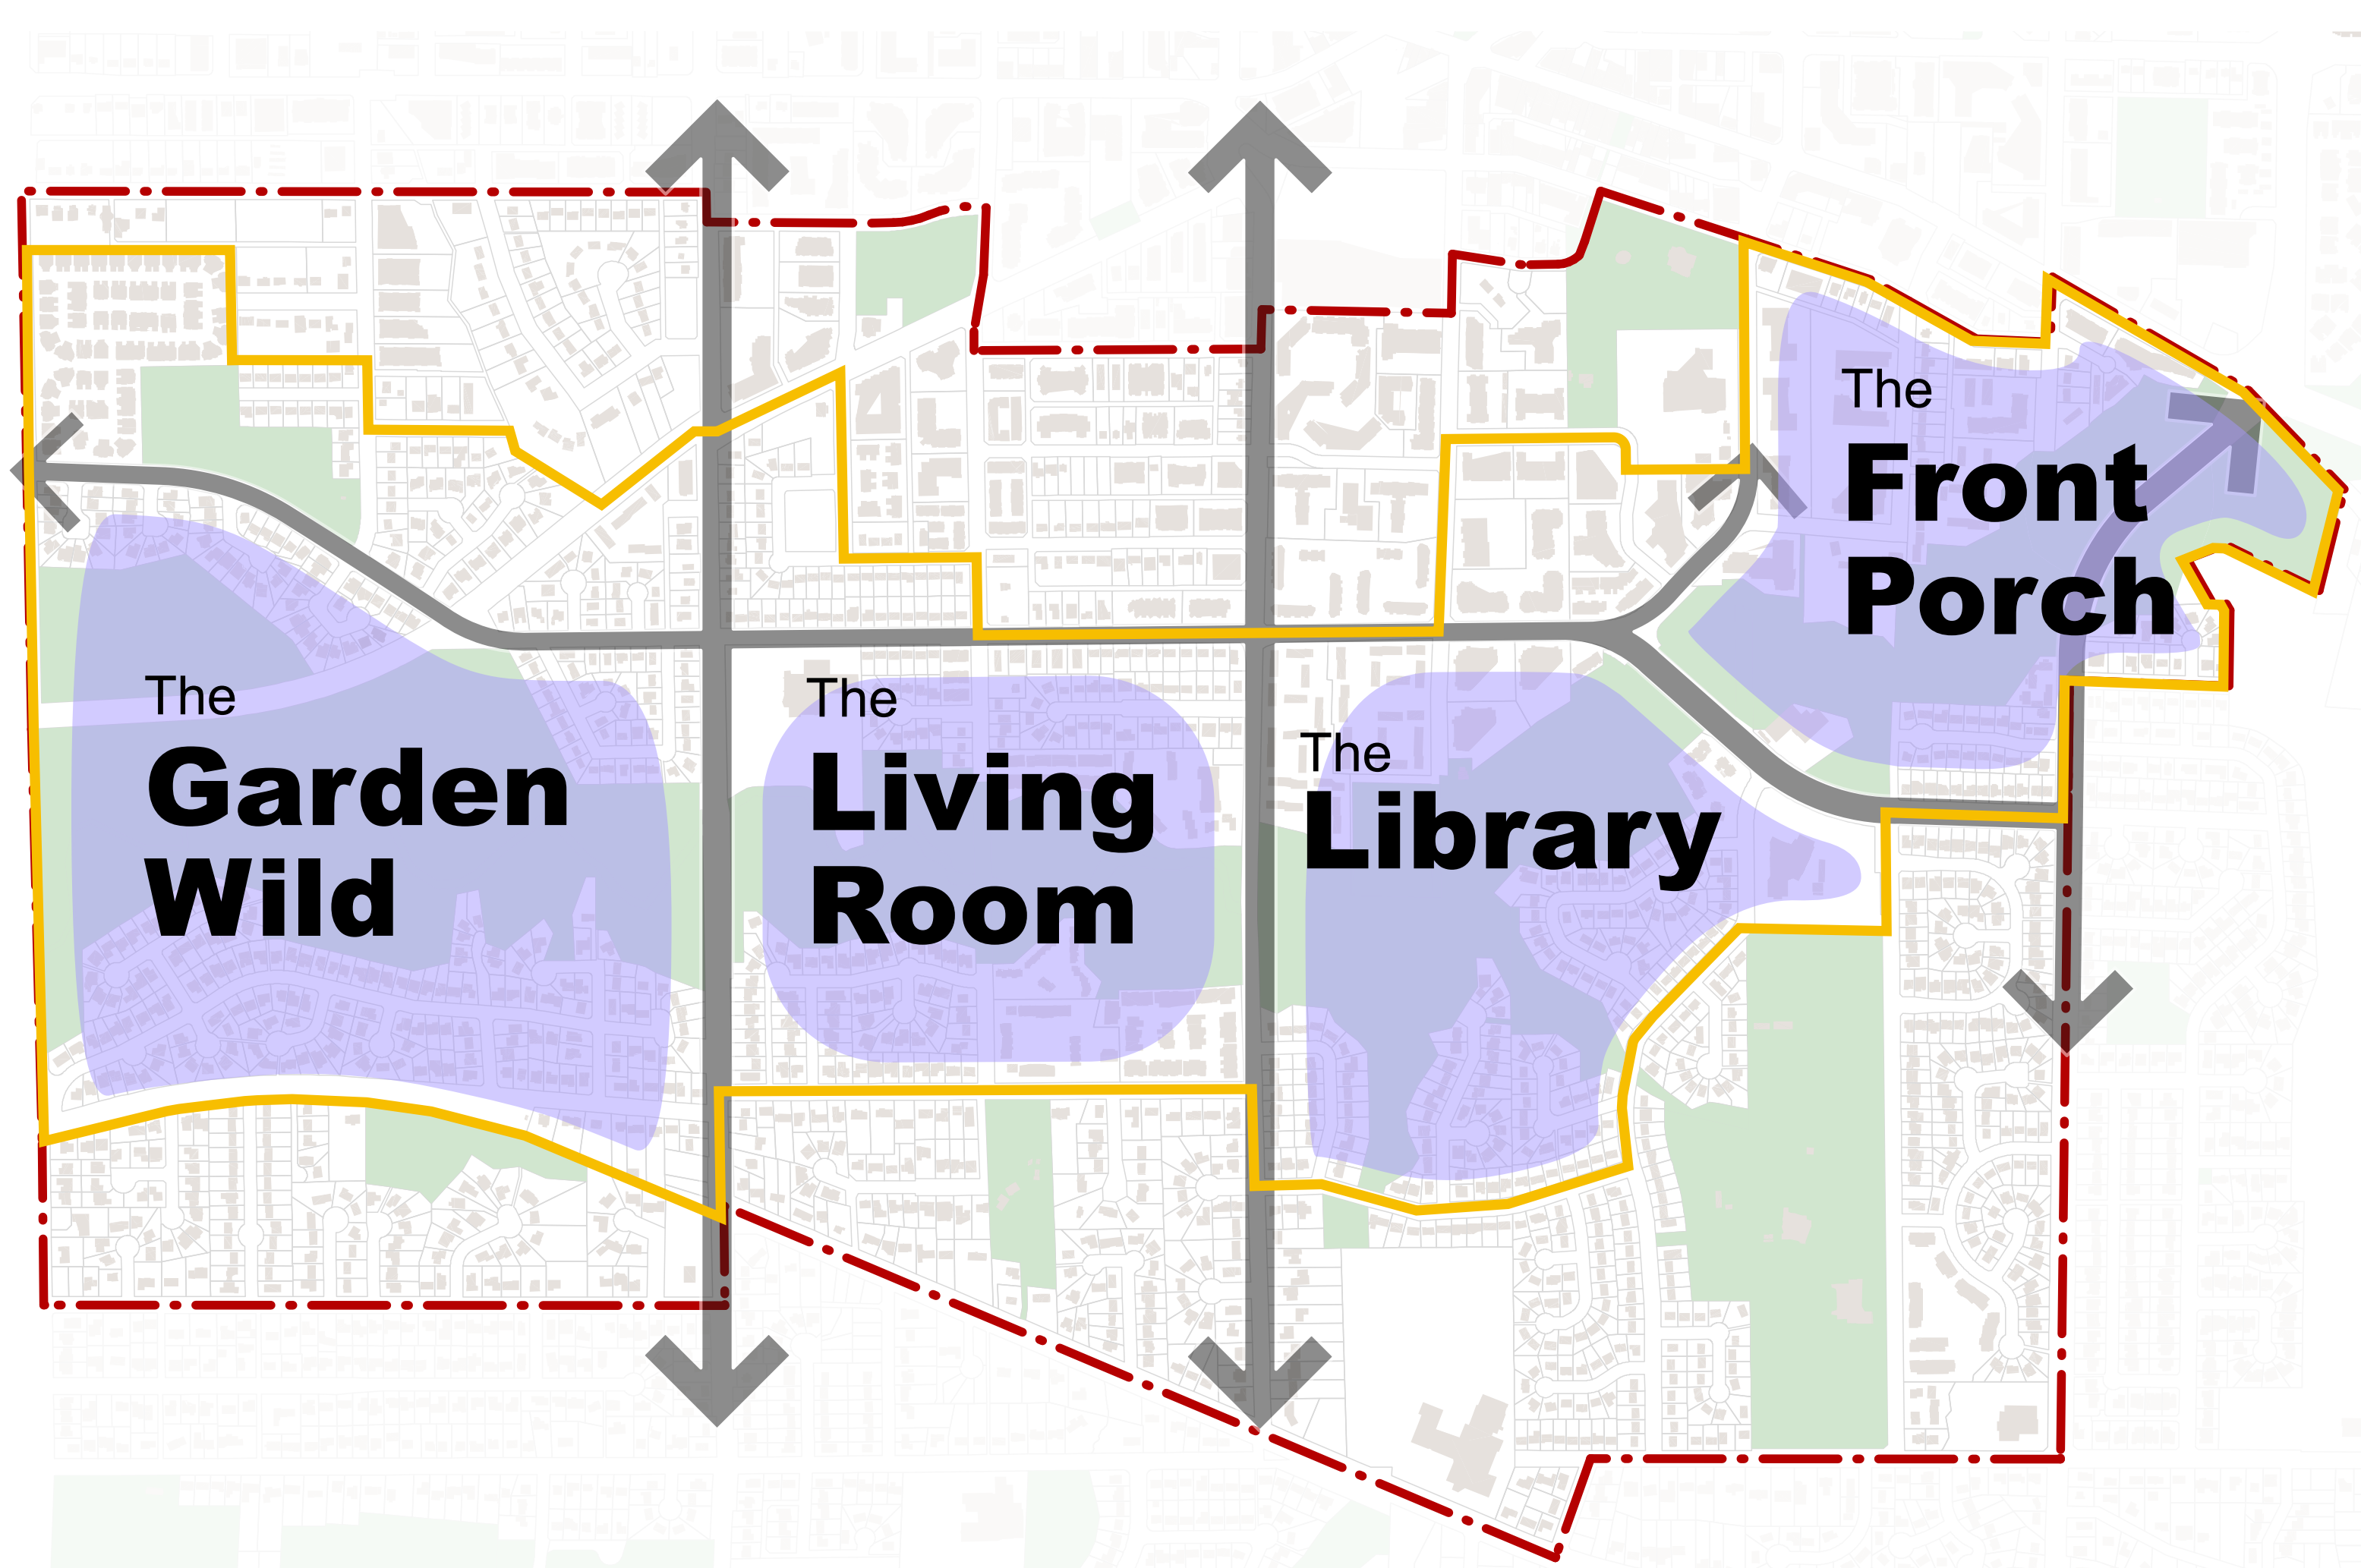 The
Garden
Wild
The
Living
Room
The
Library
The
Front
Porch